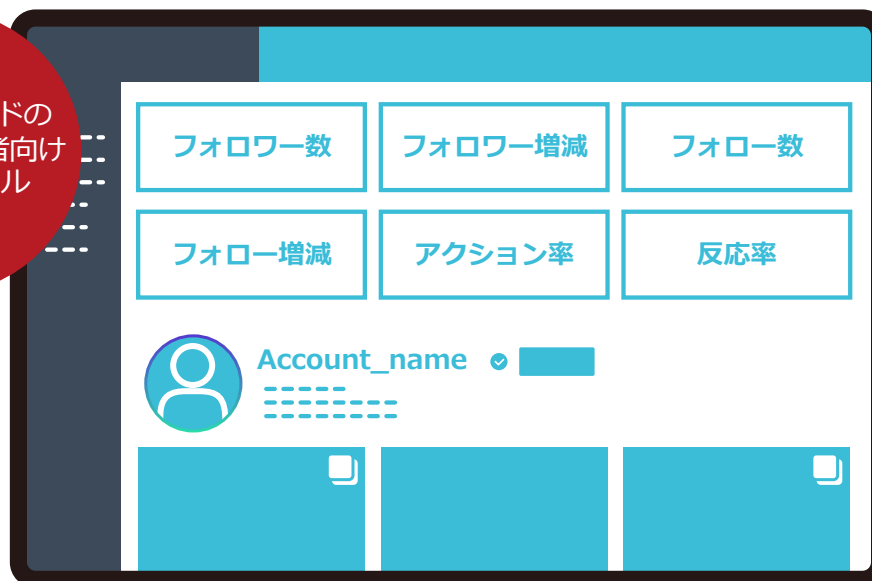 ドの
者向け
ル
フォロワー数
フォロワー増減
フォロー数
フォロー増減
アクション率
反応率
Account_name